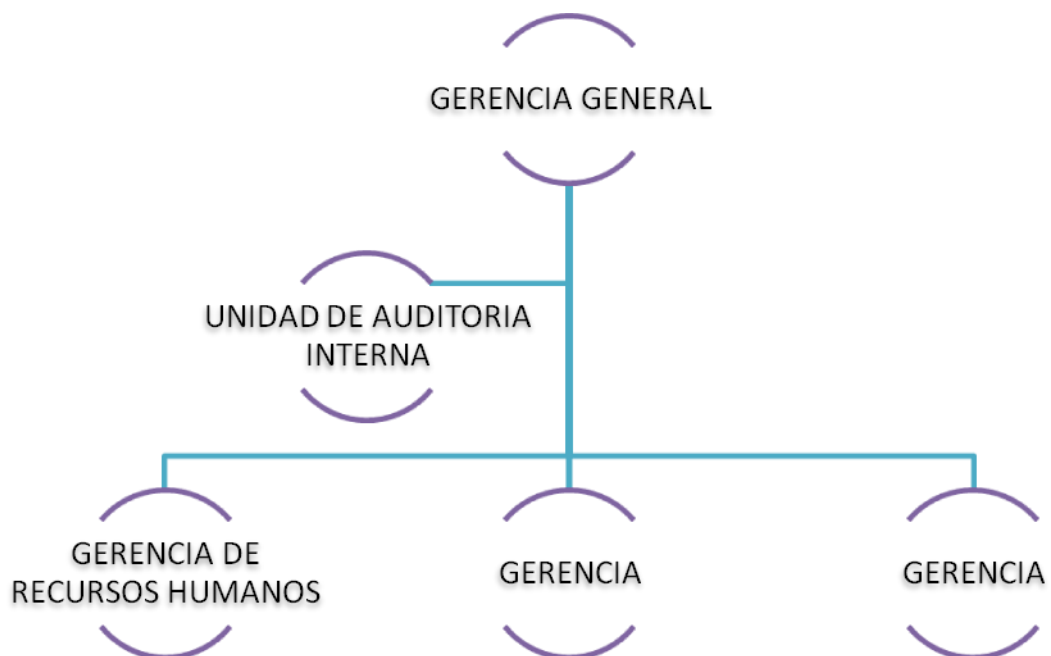 GERENCIA GENERAL
UNIDAD DE AUDITORIA
INTERNA
GERENCIA DE
RECURSOS HUMANOS
GERENCIA
GERENCIA